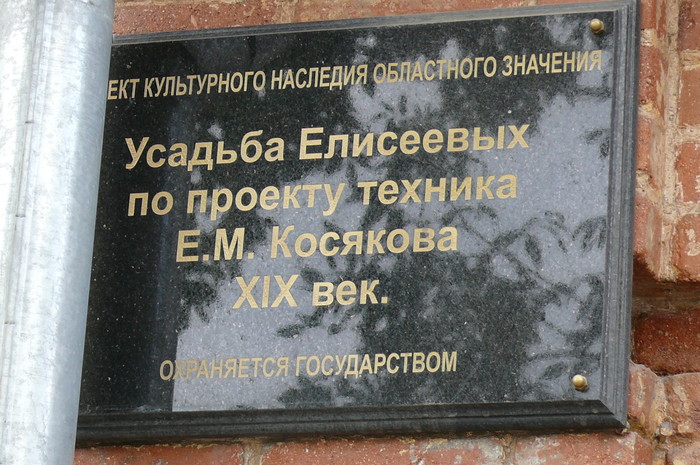 ЕКТ КУЛЬТУРНОГО НАСЛЕДИЯ ОБЛАСТНОГО ЗНАЧЕНИЯ
Усадьба Елисеевых
по проекту техника
Е.М. Косякова
XIX век.
ОХРАНЯЕТСЯ ГОСУДАРСТВОМ